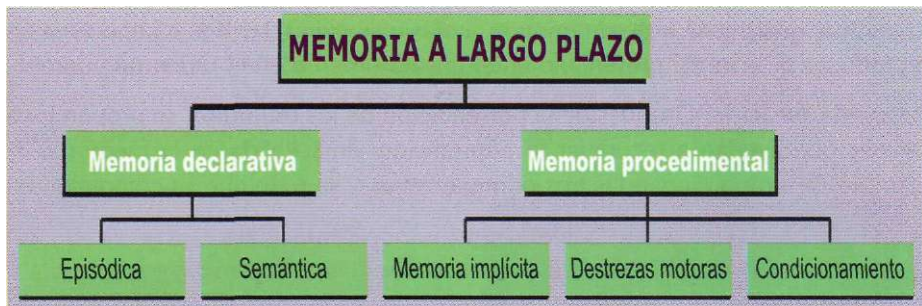 MEMORIA A LARGO PLAZO
Memoria declarativa
Memoria procedimental
Episódica
Semántica
Memoria implícita
Destrezas motoras
Condicionamiento